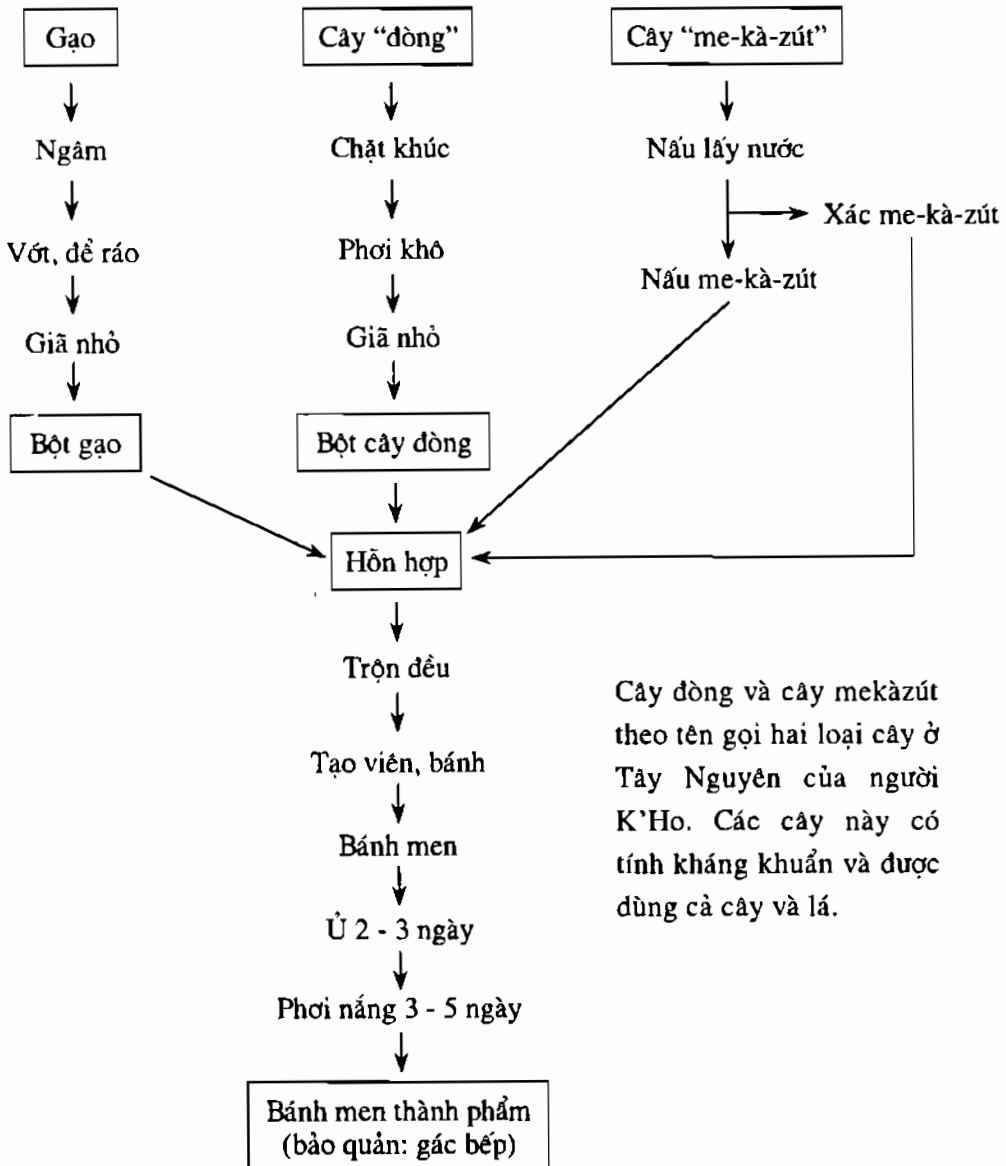 Gạo
Cây “đòng”
Cây “me-kà-zút”
Ngâm
Chặt khúc
Nấu lấy nước
Xác me-kà-zút
Vớt, để ráo
Phơi khô
Nấu me-kà-zút
Giã nhỏ
Giã nhỏ
Bột gạo
Bột cây đòng
Hỗn hợp
Trộn đều
Tạo viên, bánh
Bánh men
Ủ 2 - 3 ngày
Phơi nắng 3 - 5 ngày
Bánh men thành phẩm
(bảo quản: gác bếp)
Cây đòng và cây mekàzút
theo tên gọi hai loại cây ở
Tây Nguyên của người
K’Ho. Các cây này có
tính kháng khuẩn và được
dùng cả cây và lá.